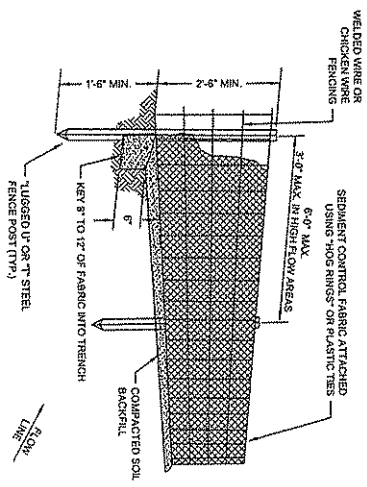 WELDED WIRE OR
CHICKEN WIRE
FENCING
SEDIMENT CONTROL FABRIC ATTACHED
USING "HOG RINGS" OR PLASTIC TIES
6'-0" MAX.
3'-0" MAX. IN HIGH FLOW AREAS
2'-6" MIN.
1'-6" MIN.
6"
COMPACTED SOIL
BACKFILL
KEY 8" TO 12" OF FABRIC INTO TRENCH
"LUGGED U" OR "T" STEEL
FENCE POST (TYP.)
FLOW
LINE